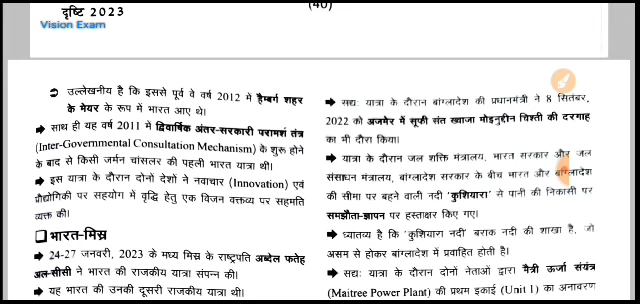 दृष्टि 2023
(40)
Vision Exam
➲ उल्लेखनीय है कि इससे पूर्व वे वर्ष 2012 में हैम्बर्ग शहर
के मेयर के रूप में भारत आए थे।
➡ साथ ही यह वर्ष 2011 में द्विवार्षिक अंतर-सरकारी परामर्श तंत्र
(Inter-Governmental Consultation Mechanism) के शुरू होने
के बाद से किसी जर्मन चांसलर की पहली भारत यात्रा थी।
➡ इस यात्रा के दौरान दोनों देशों ने नवाचार (Innovation) एवं
प्रौद्योगिकी पर सहयोग में वृद्धि हेतु एक विजन वक्तव्य पर सहमति
व्यक्त की।
❑ भारत-मिस्र
➡ 24-27 जनवरी, 2023 के मध्य मिस्र के राष्ट्रपति अब्देल फतेह
अल-सीसी ने भारत की राजकीय यात्रा संपन्न की।
➡ यह भारत की उनकी दूसरी राजकीय यात्रा थी।
➡ सद्यः यात्रा के दौरान बांग्लादेश की प्रधानमंत्री ने 8 सितंबर,
2022 को अजमेर में सूफी संत ख्वाजा मोइनुद्दीन चिश्ती की दरगाह
का भी दौरा किया।
➡ यात्रा के दौरान जल शक्ति मंत्रालय, भारत सरकार और जल
संसाधन मंत्रालय, बांग्लादेश सरकार के बीच भारत और बांग्लादेश
की सीमा पर बहने वाली नदी 'कुशियारा' से पानी की निकासी पर
समझौता-ज्ञापन पर हस्ताक्षर किए गए।
➡ ध्यातव्य है कि 'कुशियारा नदी' बराक नदी की शाखा है, जो
असम से होकर बांग्लादेश में प्रवाहित होती है।
➡ सद्यः यात्रा के दौरान दोनों नेताओं द्वारा मैत्री ऊर्जा संयंत्र
(Maitree Power Plant) की प्रथम इकाई (Unit 1) का अनावरण